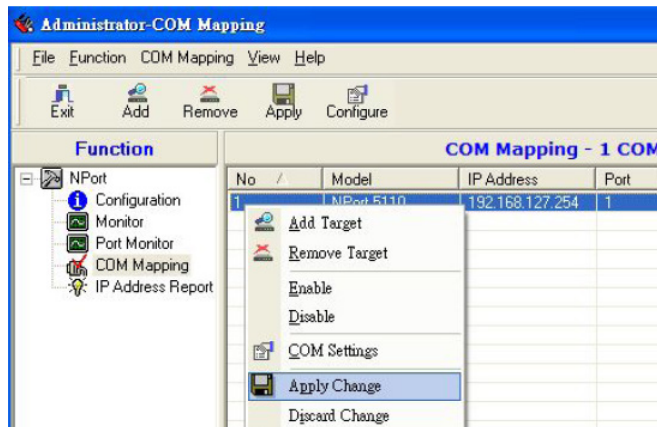 Administrator-COM Mapping
File Function COM Mapping View Help
Exit Add Remove Apply Configure
Function
COM Mapping - 1 COM
NPort
Configuration
Monitor
Port Monitor
COM Mapping
IP Address Report
No Model IP Address Port
1 NPort 5110 192.168.127.254 1
Add Target
Remove Target
Enable
Disable
COM Settings
Apply Change
Discard Change